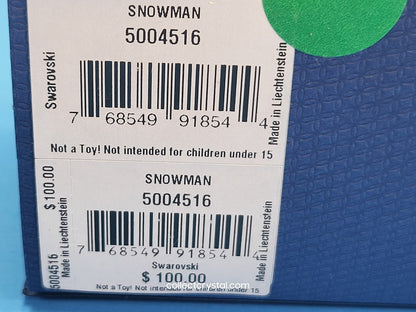 SNOWMAN
5004516
Swarovski
Made in Liechtenstein
7 68549 91854 4
Not a Toy! Not intended for children under 15
$ 100.00
SNOWMAN
5004516
5004516
Made in Liechtenstein
7 68549 91854 4
Made in Liechtenstein
Swarovski
$ 100.00
Not a Toy! Not intended for children under 15
collectorcrystal.com